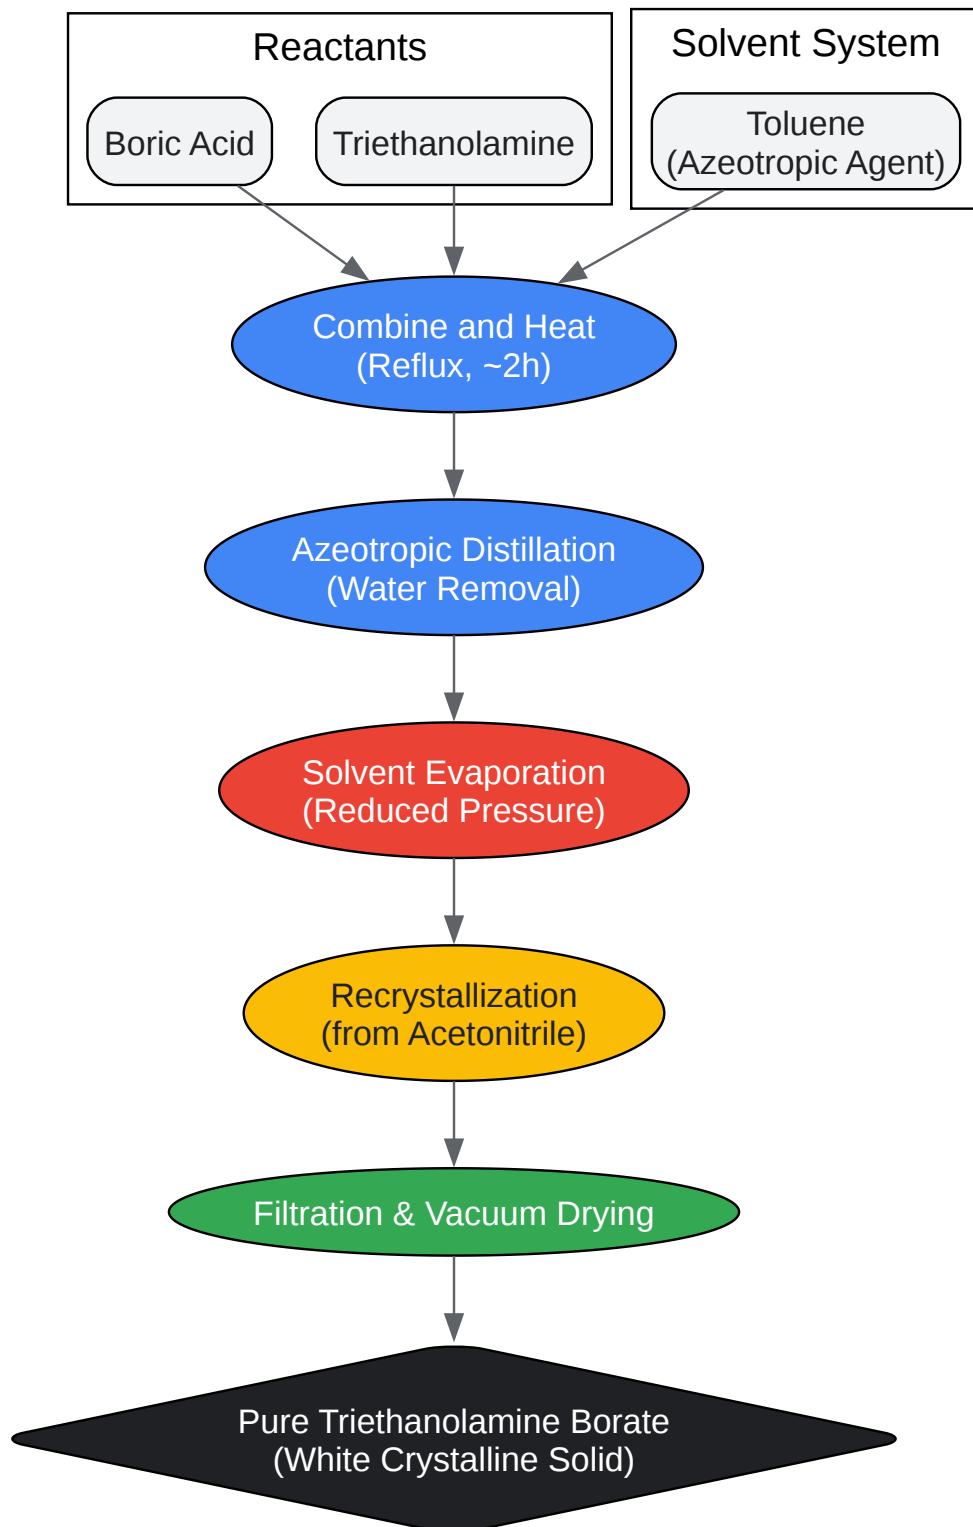 Reactants
Solvent System
Boric Acid
Triethanolamine
Toluene
(Azeotropic Agent)
Combine and Heat
(Reflux, ~2h)
Azeotropic Distillation
(Water Removal)
Solvent Evaporation
(Reduced Pressure)
Recrystallization
(from Acetonitrile)
Filtration & Vacuum Drying
Pure Triethanolamine Borate
(White Crystalline Solid)